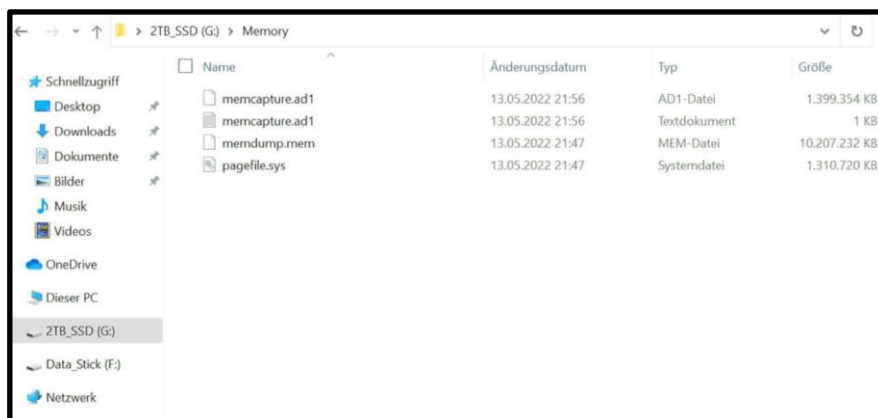 2TB_SSD (G:) > Memory
Name Änderungsdatum Typ Größe
memcapture.ad1 13.05.2022 21:56 AD1-Datei 1.399.354 KB
memcapture.ad1 13.05.2022 21:56 Textdokument 1 KB
memdump.mem 13.05.2022 21:47 MEM-Datei 10.207.232 KB
pagefile.sys 13.05.2022 21:47 Systemdatei 1.310.720 KB
Schnellzugriff
Desktop
Downloads
Dokumente
Bilder
Musik
Videos
OneDrive
Dieser PC
2TB_SSD (G:)
Data_Stick (F:)
Netzwerk